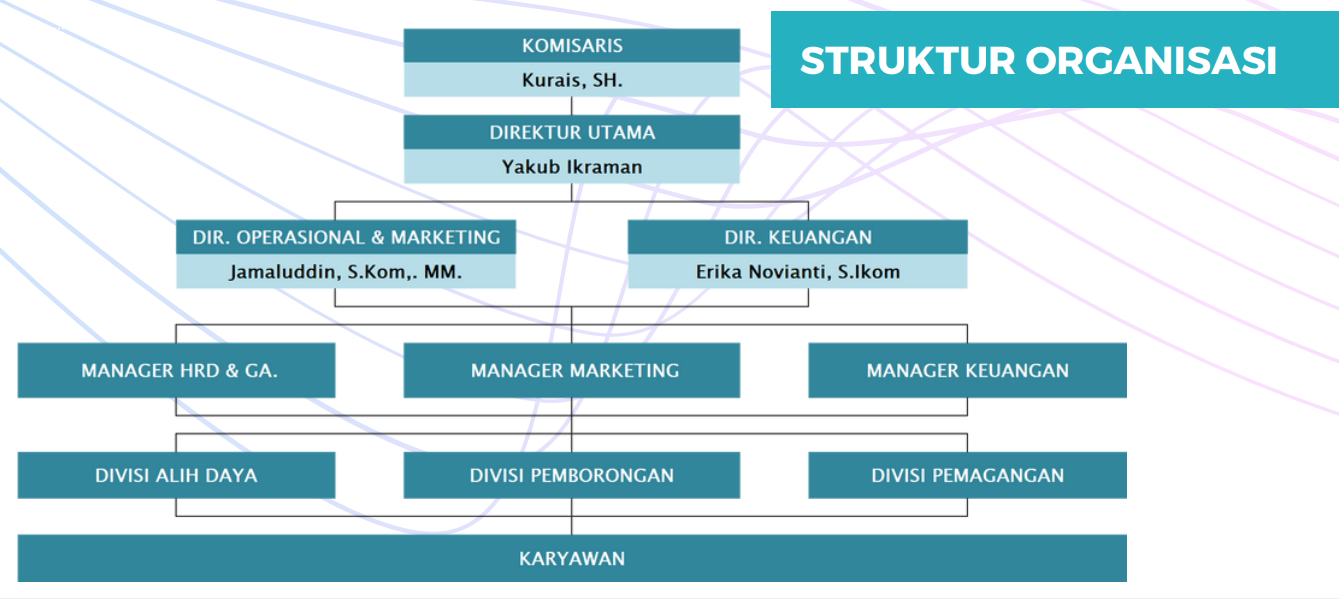 STRUKTUR ORGANISASI
KOMISARIS
Kurais, SH.
DIREKTUR UTAMA
Yakub Ikraman
DIR. OPERASIONAL & MARKETING
Jamaluddin, S.Kom,. MM.
DIR. KEUANGAN
Erika Novianti, S.Ikom
MANAGER HRD & GA.
MANAGER MARKETING
MANAGER KEUANGAN
DIVISI ALIH DAYA
DIVISI PEMBORONGAN
DIVISI PEMAGANGAN
KARYAWAN